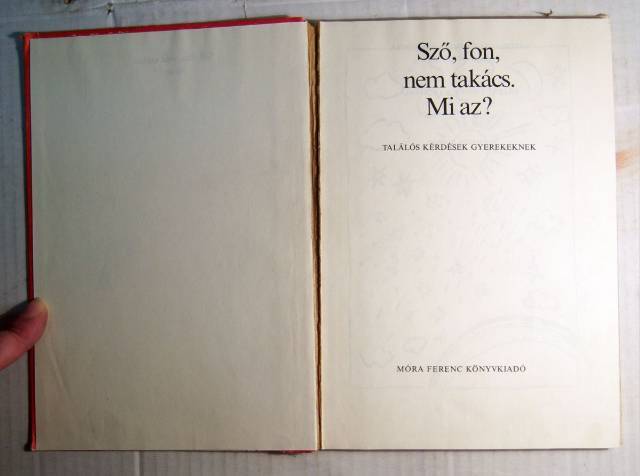 Sző, fon,
nem takács.
Mi az?
TALÁLÓS KÉRDÉSEK GYEREKEKNEK
MÓRA FERENC KÖNYVKIADÓ